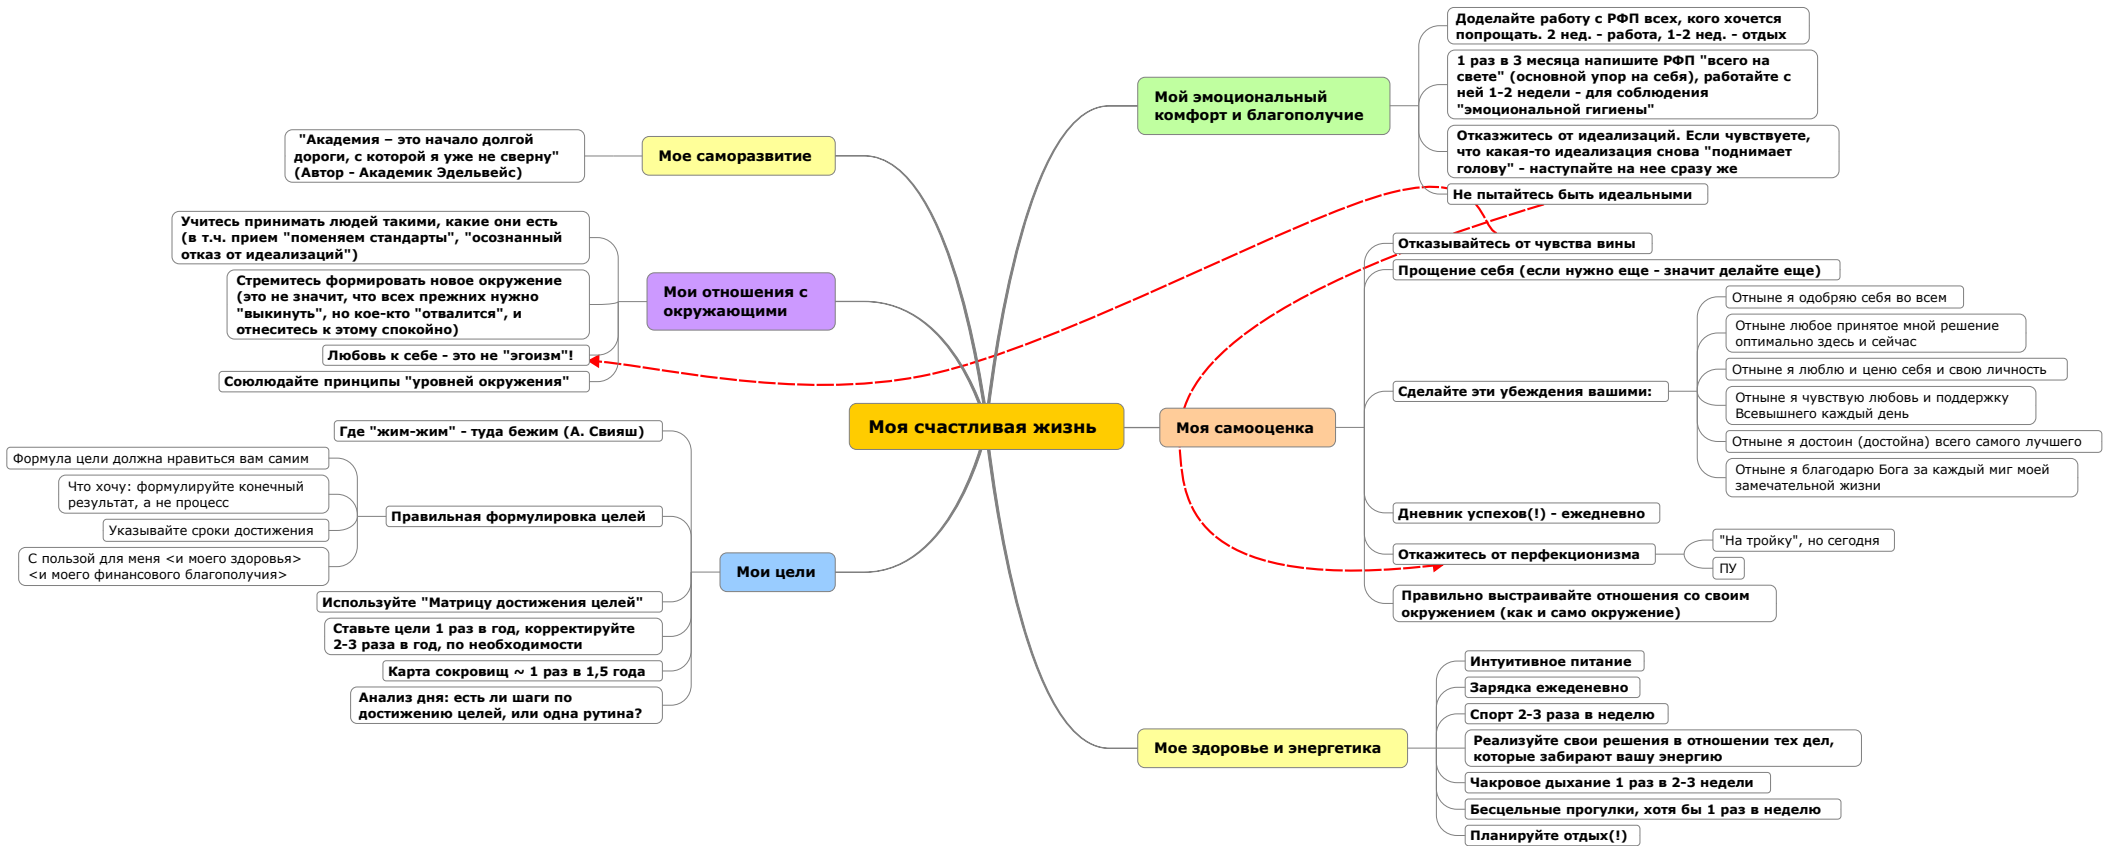 Моя счастливая жизнь
Мой эмоциональный
комфорт и благополучие
Доделайте работу с РФП всех, кого хочется
попрощать. 2 нед. - работа, 1-2 нед. - отдых
1 раз в 3 месяца напишите РФП "всего на
свете" (основной упор на себя), работайте с
ней 1-2 недели - для соблюдения
"эмоциональной гигиены"
Отказжитесь от идеализаций. Если чувствуете,
что какая-то идеализация снова "поднимает
голову" - наступайте на нее сразу же
Не пытайтесь быть идеальными
Моя самооценка
Отказывайтесь от чувства вины
Прощение себя (если нужно еще - значит делайте еще)
Сделайте эти убеждения вашими:
Отныне я одобряю себя во всем
Отныне любое принятое мной решение
оптимально здесь и сейчас
Отныне я люблю и ценю себя и свою личность
Отныне я чувствую любовь и поддержку
Всевышнего каждый день
Отныне я достоин (достойна) всего самого лучшего
Отныне я благодарю Бога за каждый миг моей
замечательной жизни
Дневник успехов(!) - ежедневно
Откажитесь от перфекционизма
"На тройку", но сегодня
ПУ
Правильно выстраивайте отношения со своим
окружением (как и само окружение)
Мое здоровье и энергетика
Интуитивное питание
Зарядка ежеденевно
Спорт 2-3 раза в неделю
Реализуйте свои решения в отношении тех дел,
которые забирают вашу энергию
Чакровое дыхание 1 раз в 2-3 недели
Бесцельные прогулки, хотя бы 1 раз в неделю
Планируйте отдых(!)
Мое саморазвитие
"Академия – это начало долгой
дороги, с которой я уже не сверну"
(Автор - Академик Эдельвейс)
Мои отношения с
окружающими
Учитесь принимать людей такими, какие они есть
(в т.ч. прием "поменяем стандарты", "осознанный
отказ от идеализаций")
Стремитесь формировать новое окружение
(это не значит, что всех прежних нужно
"выкинуть", но кое-кто "отвалится", и
отнеситесь к этому спокойно)
Любовь к себе - это не "эгоизм"!
Союлюдайте принципы "уровней окружения"
Мои цели
Где "жим-жим" - туда бежим (А. Свияш)
Правильная формулировка целей
Формула цели должна нравиться вам самим
Что хочу: формулируйте конечный
результат, а не процесс
Указывайте сроки достижения
С пользой для меня <и моего здоровья>
<и моего финансового благополучия>
Используйте "Матрицу достижения целей"
Ставьте цели 1 раз в год, корректируйте
2-3 раза в год, по необходимости
Карта сокровищ ~ 1 раз в 1,5 года
Анализ дня: есть ли шаги по
достижению целей, или одна рутина?